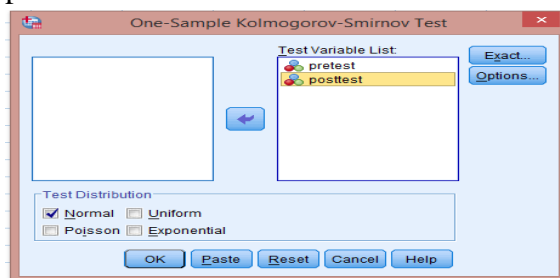 One-Sample Kolmogorov-Smirnov Test
Test Variable List:
pretest
posttest
Exact...
Options...
Test Distribution
Normal Uniform
Poisson Exponential
OK Paste Reset Cancel Help